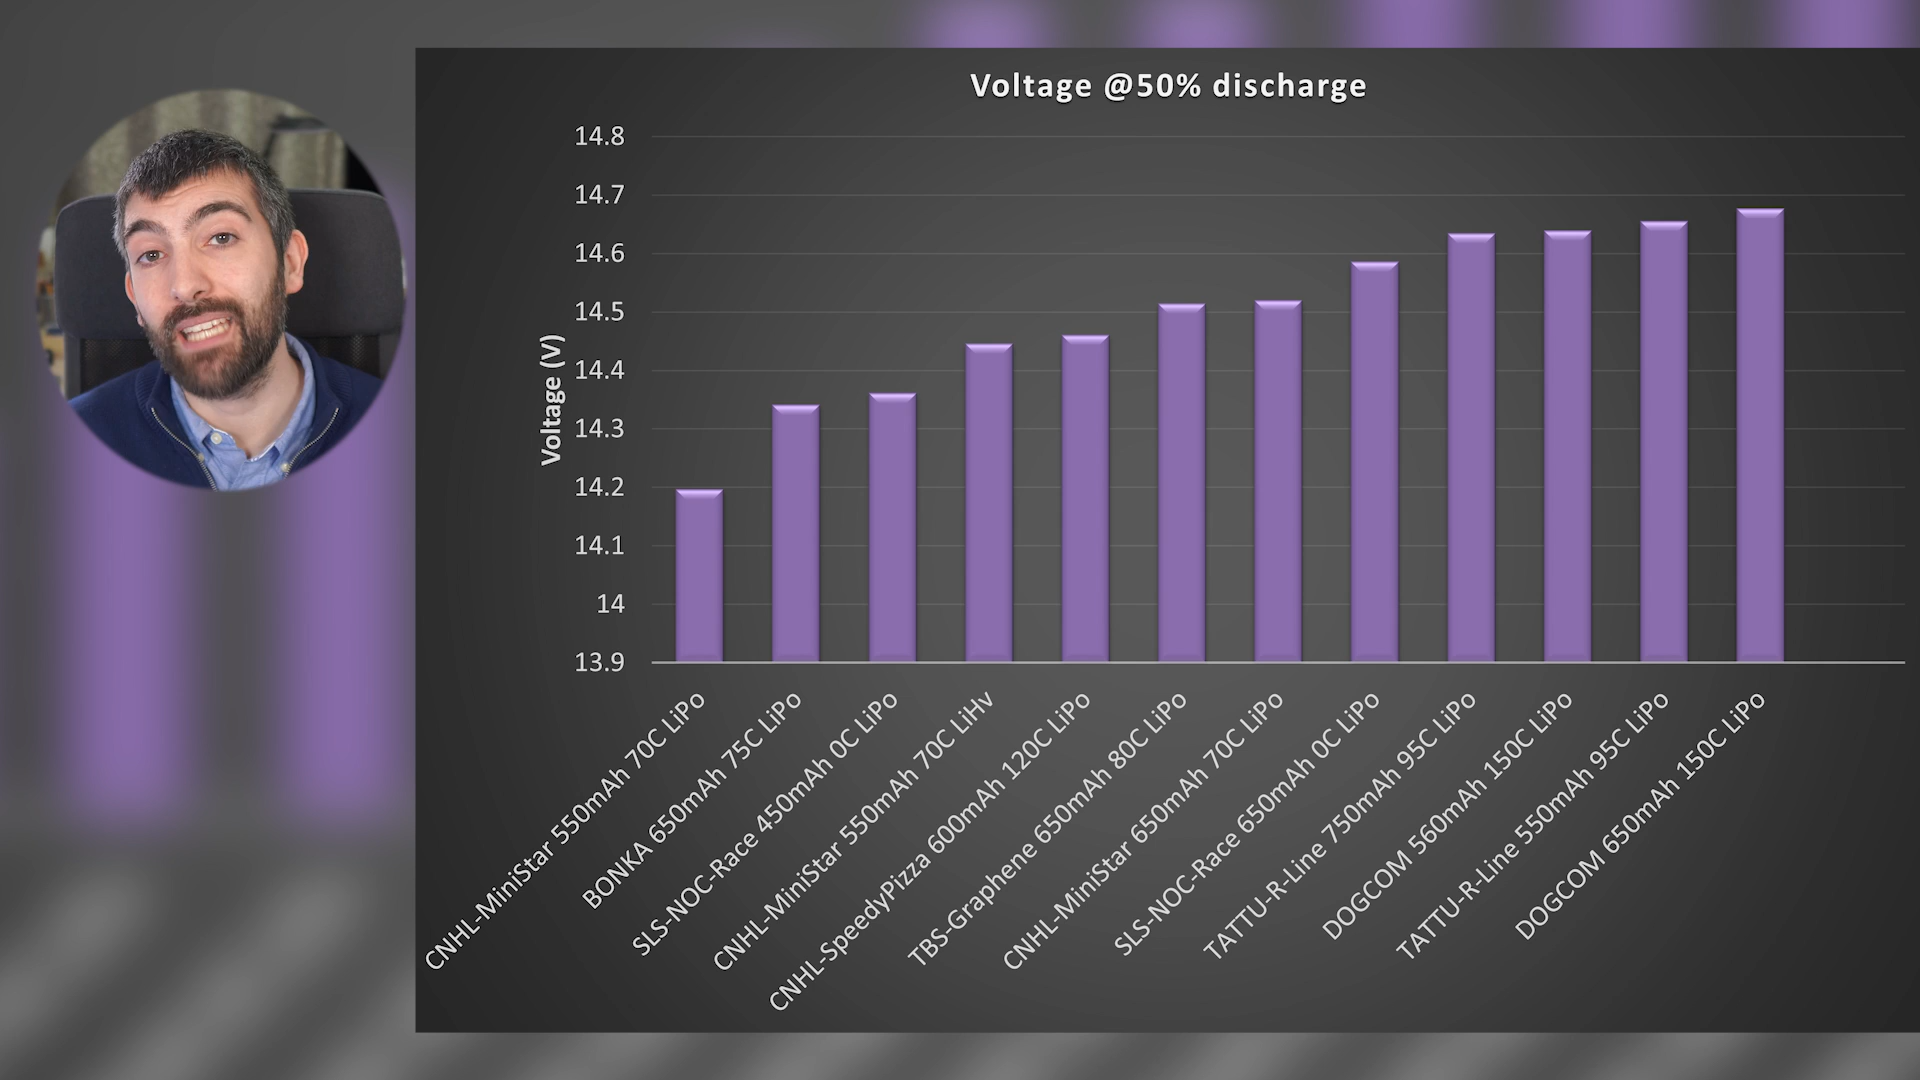 Voltage @50% discharge
14.8
14.7
14.6
14.5
14.4
14.3
14.2
14.1
14
13.9
Voltage (V)
CNHL-MiniStar 550mAh 70C LiPo
BONKA 650mAh 75C LiPo
SLS-NOC-Race 450mAh 0C LiPo
CNHL-MiniStar 550mAh 70C LiHv
CNHL-SpeedyPizza 600mAh 120C LiPo
TBS-Graphene 650mAh 80C LiPo
CNHL-MiniStar 650mAh 70C LiPo
SLS-NOC-Race 650mAh 0C LiPo
TATTU-R-Line 750mAh 95C LiPo
DOGCOM 560mAh 150C LiPo
TATTU-R-Line 550mAh 95C LiPo
DOGCOM 650mAh 150C LiPo